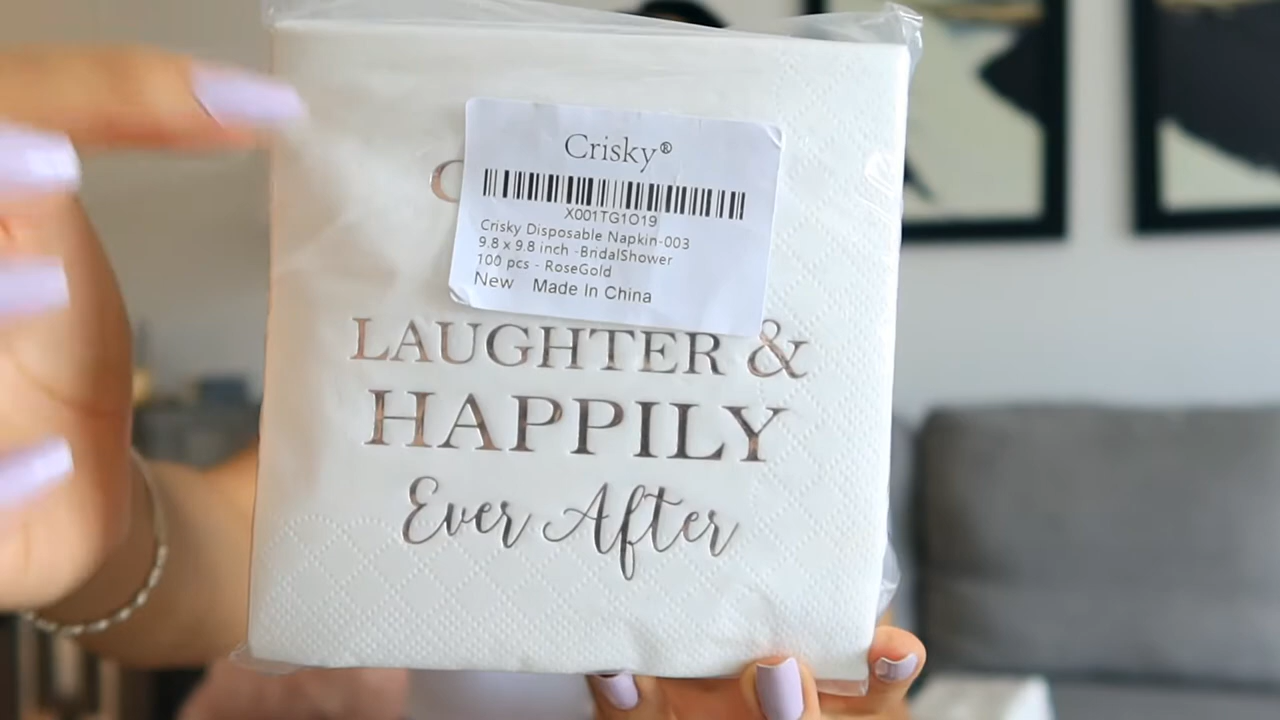 Crisky®
X001TG1O19
Crisky Disposable Napkin-003
9.8 x 9.8 inch -BridalShower
100 pcs - RoseGold
New Made In China
LAUGHTER &
HAPPILY
Ever After